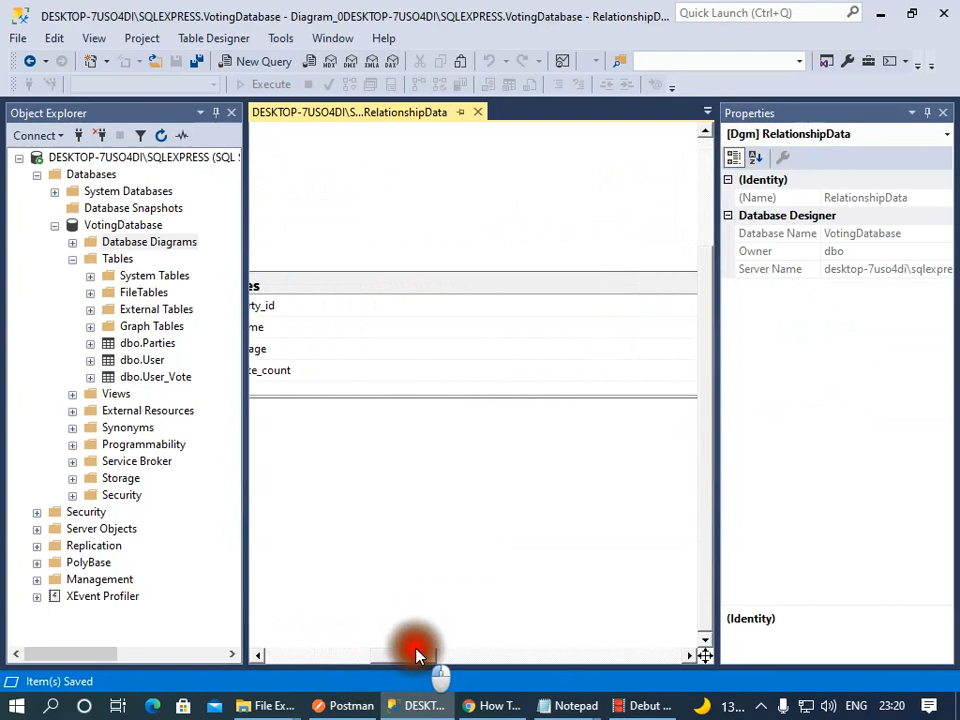 DESKTOP-7USO4DI\SQLEXPRESS.VotingDatabase - Diagram_0DESKTOP-7USO4DI\SQLEXPRESS.VotingDatabase - RelationshipD...
Quick Launch (Ctrl+Q)
File Edit View Project Table Designer Tools Window Help
New Query
Execute
Object Explorer
DESKTOP-7USO4DI\S...RelationshipData
Properties
Connect
[Dgm] RelationshipData
DESKTOP-7USO4DI\SQLEXPRESS (SQL S
Databases
System Databases
Database Snapshots
VotingDatabase
Database Diagrams
Tables
System Tables
FileTables
External Tables
Graph Tables
dbo.Parties
dbo.User
dbo.User_Vote
Views
External Resources
Synonyms
Programmability
Service Broker
Storage
Security
Security
Server Objects
Replication
PolyBase
Management
XEvent Profiler
es
rty_id
me
age
te_count
(Identity)
(Name) RelationshipData
Database Designer
Database Name VotingDatabase
Owner dbo
Server Name desktop-7uso4di\sqlexpre
(Identity)
Item(s) Saved
File Ex... Postman DESKT... How T... Notepad Debut ... 13... ENG 23:20